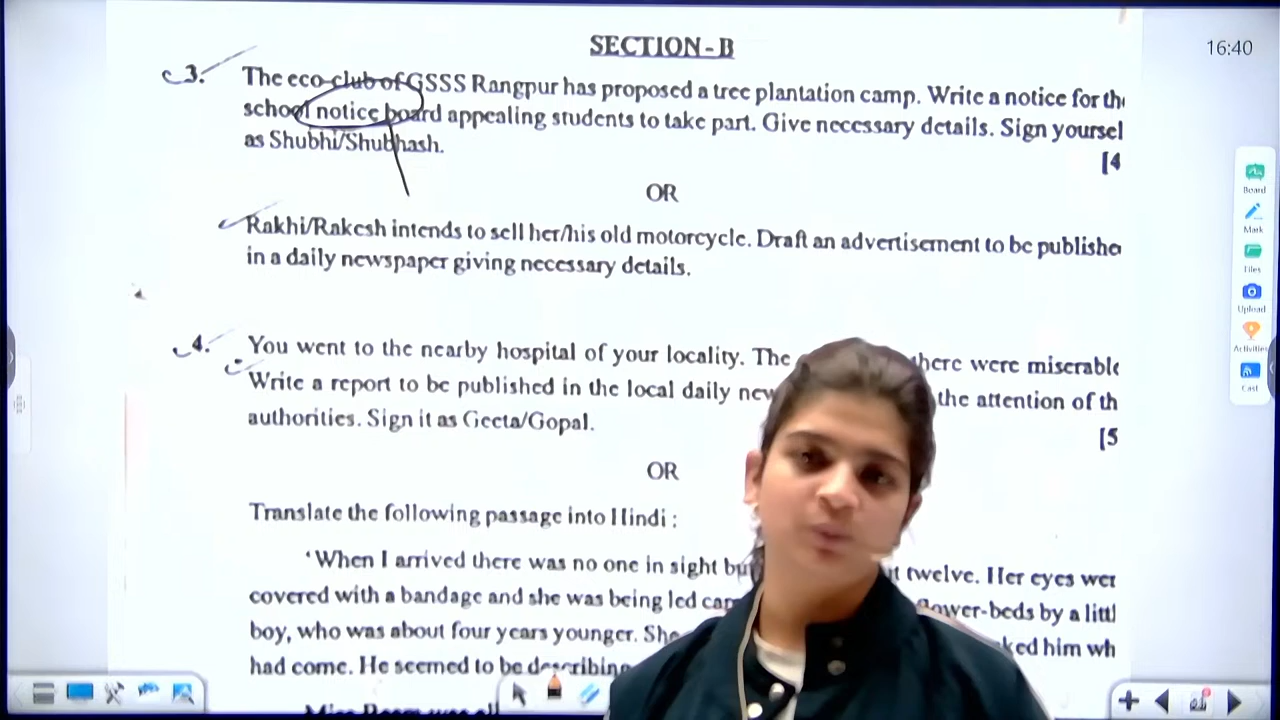 SECTION-B
16:40
3. The eco-club of GSSS Rangpur has proposed a tree plantation camp. Write a notice for the
school notice board appealing students to take part. Give necessary details. Sign yoursel
as Shubhi/Shubhash.
[4
OR
Rakhi/Rakesh intends to sell her/his old motorcycle. Draft an advertisement to be publishe
in a daily newspaper giving necessary details.
4. You went to the nearby hospital of your locality. The there were miserable
Write a report to be published in the local daily new the attention of th
authorities. Sign it as Geeta/Gopal.
[5
OR
Translate the following passage into Hindi :
'When I arrived there was no one in sight bu twelve. Her eyes wer
covered with a bandage and she was being led flower-beds by a littl
boy, who was about four years younger. She ked him wh
had come. He seemed to be describing
Board
Mark
Files
Upload
Activities
Cast